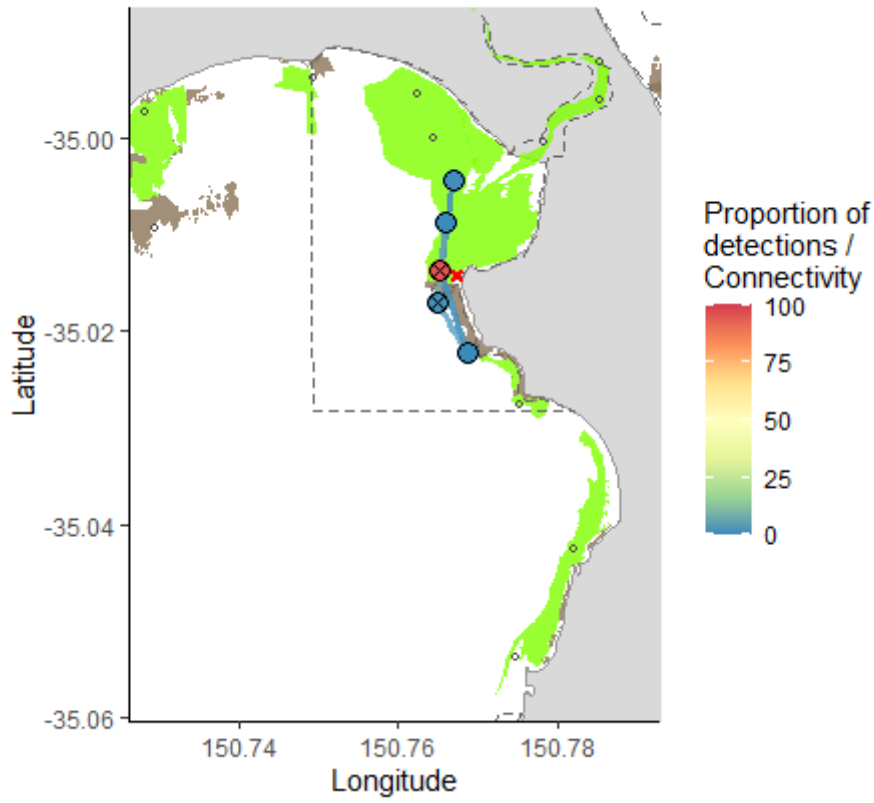 -35.00
-35.02
-35.04
-35.06
Latitude
150.74 150.76 150.78
Longitude
Proportion of
detections /
Connectivity
100
75
50
25
0